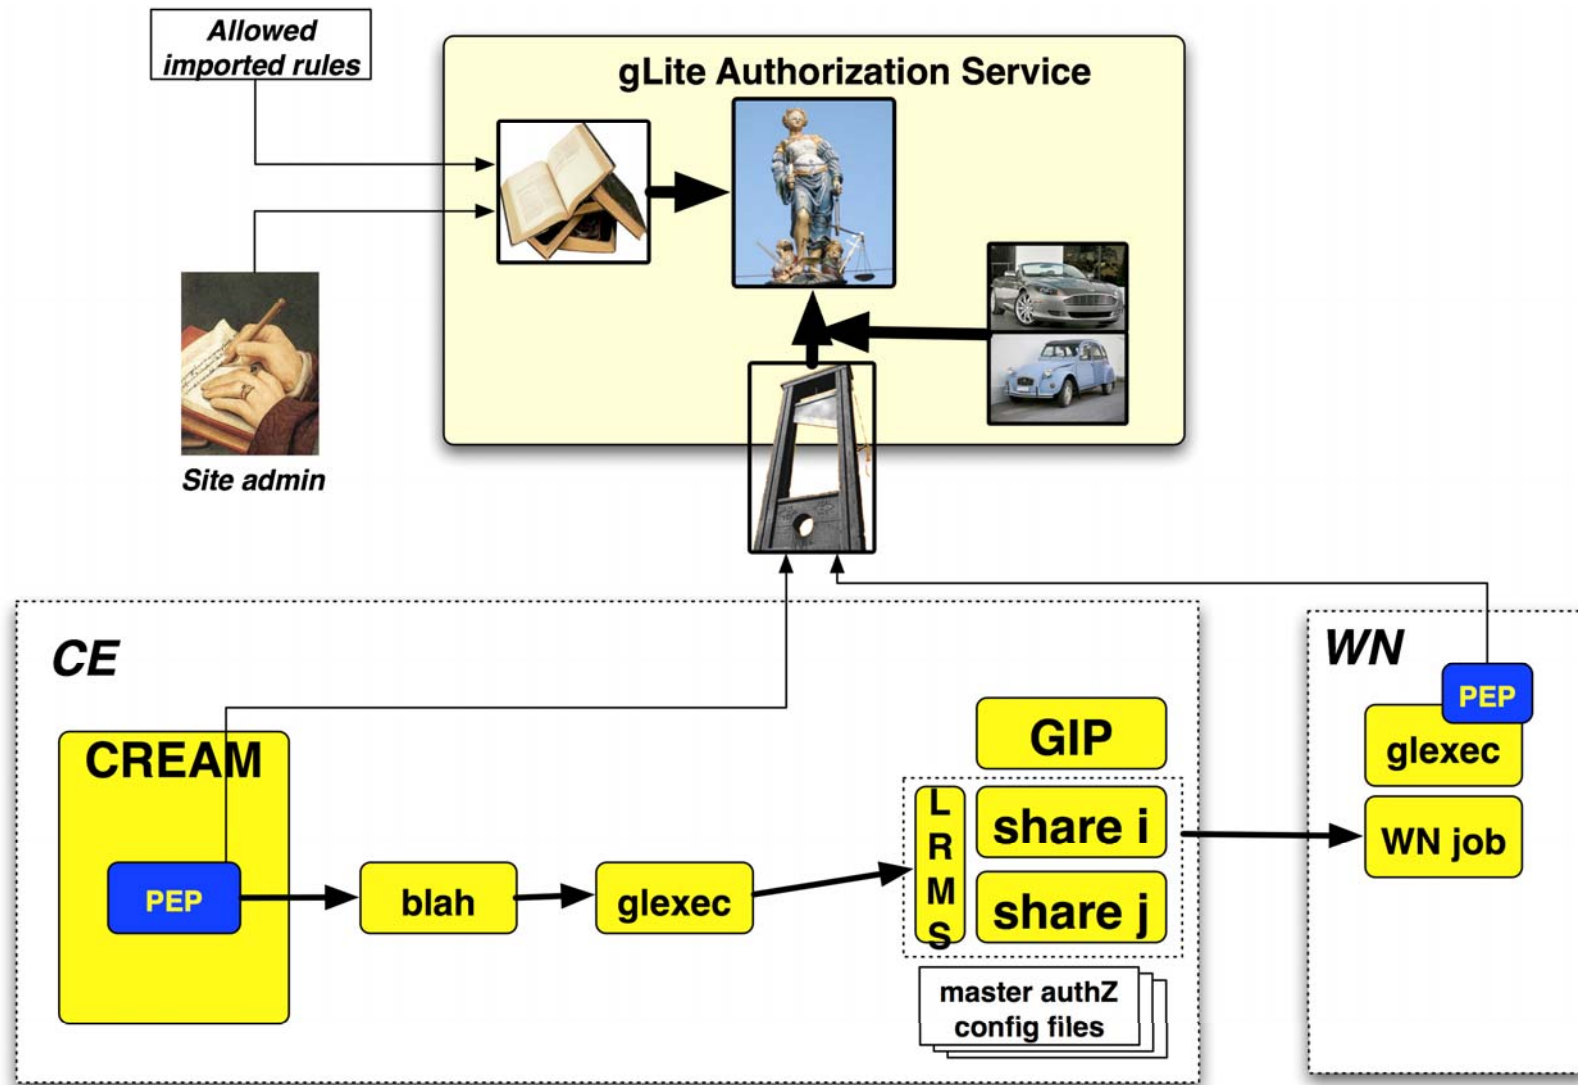 Allowed
imported rules
gLite Authorization Service
Site admin
CE
CREAM
PEP
blah
glexec
GIP
L
R
M
S
share i
share j
master authZ
config files
WN
PEP
glexec
WN job